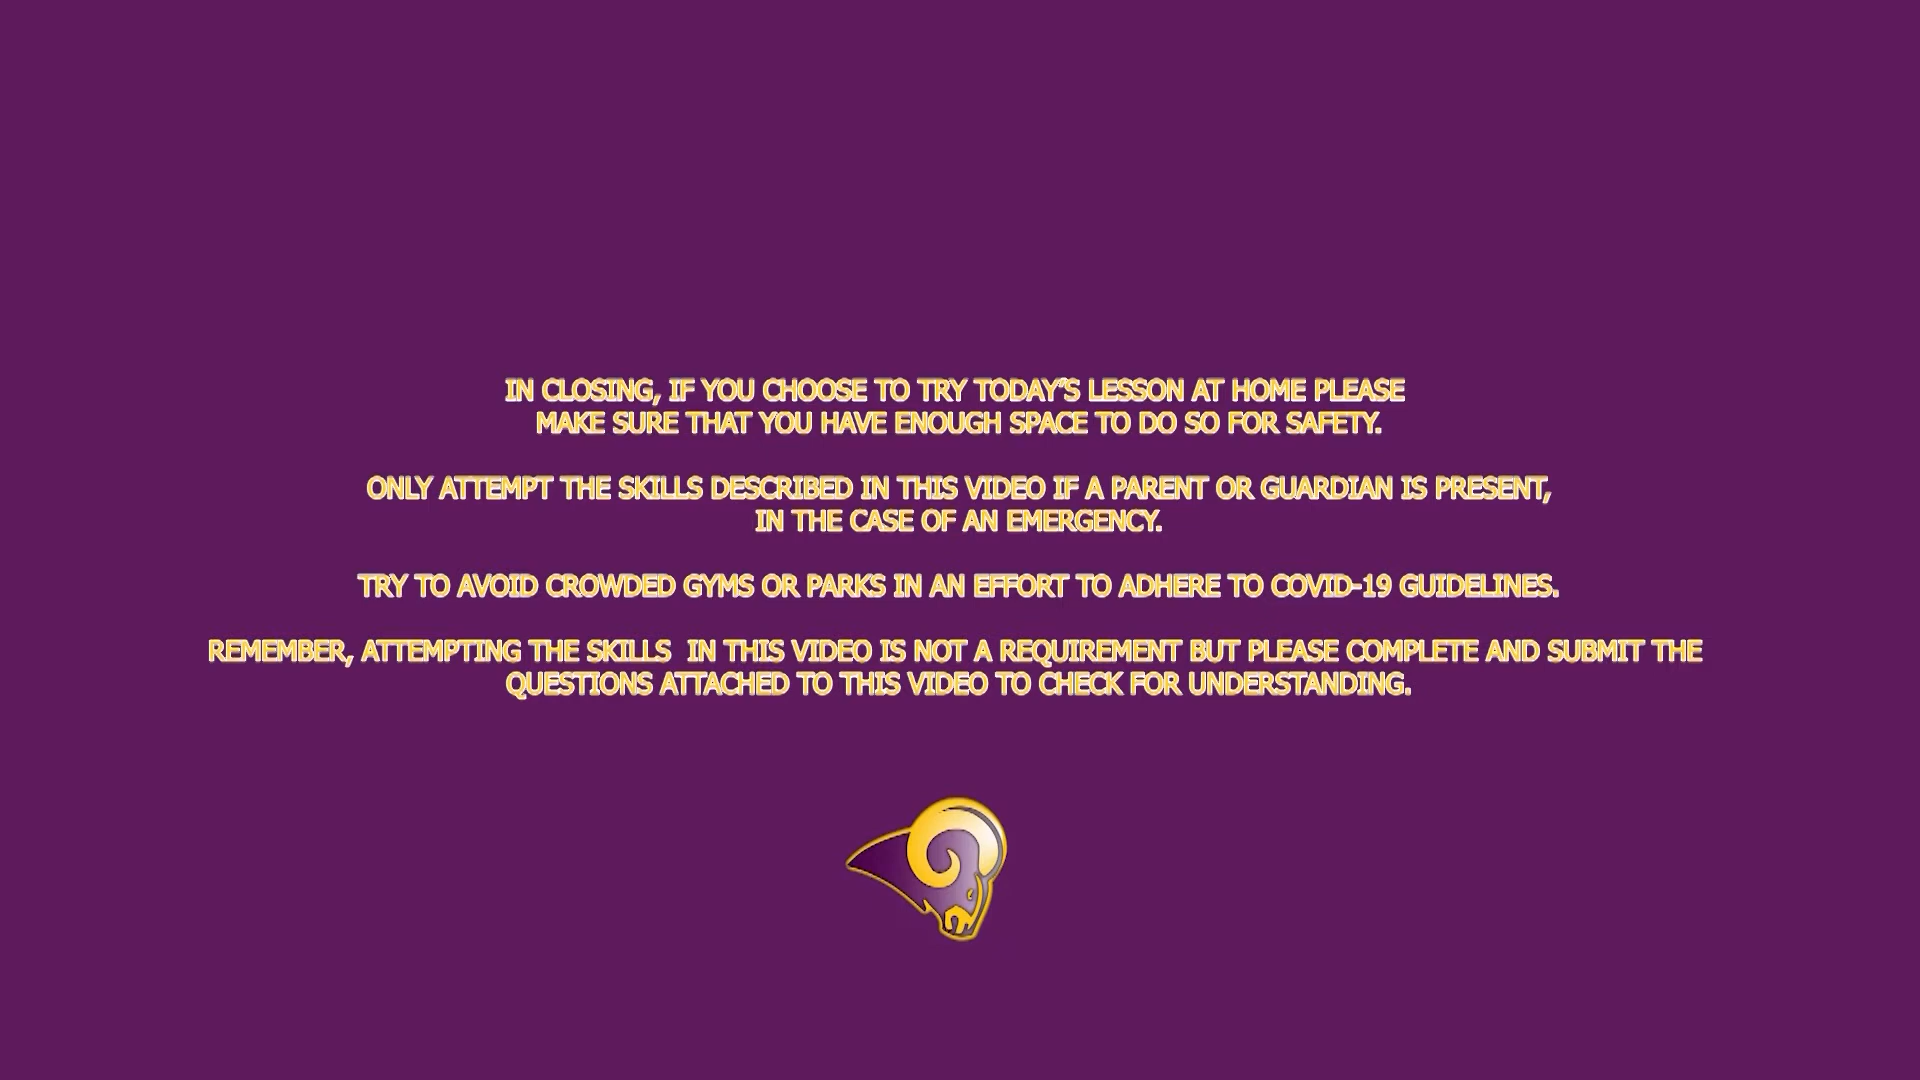 IN CLOSING, IF YOU CHOOSE TO TRY TODAY'S LESSON AT HOME PLEASE
MAKE SURE THAT YOU HAVE ENOUGH SPACE TO DO SO FOR SAFETY.
ONLY ATTEMPT THE SKILLS DESCRIBED IN THIS VIDEO IF A PARENT OR GUARDIAN IS PRESENT,
IN THE CASE OF AN EMERGENCY.
TRY TO AVOID CROWDED GYMS OR PARKS IN AN EFFORT TO ADHERE TO COVID-19 GUIDELINES.
REMEMBER, ATTEMPTING THE SKILLS  IN THIS VIDEO IS NOT A REQUIREMENT BUT PLEASE COMPLETE AND SUBMIT THE
QUESTIONS ATTACHED TO THIS VIDEO TO CHECK FOR UNDERSTANDING.